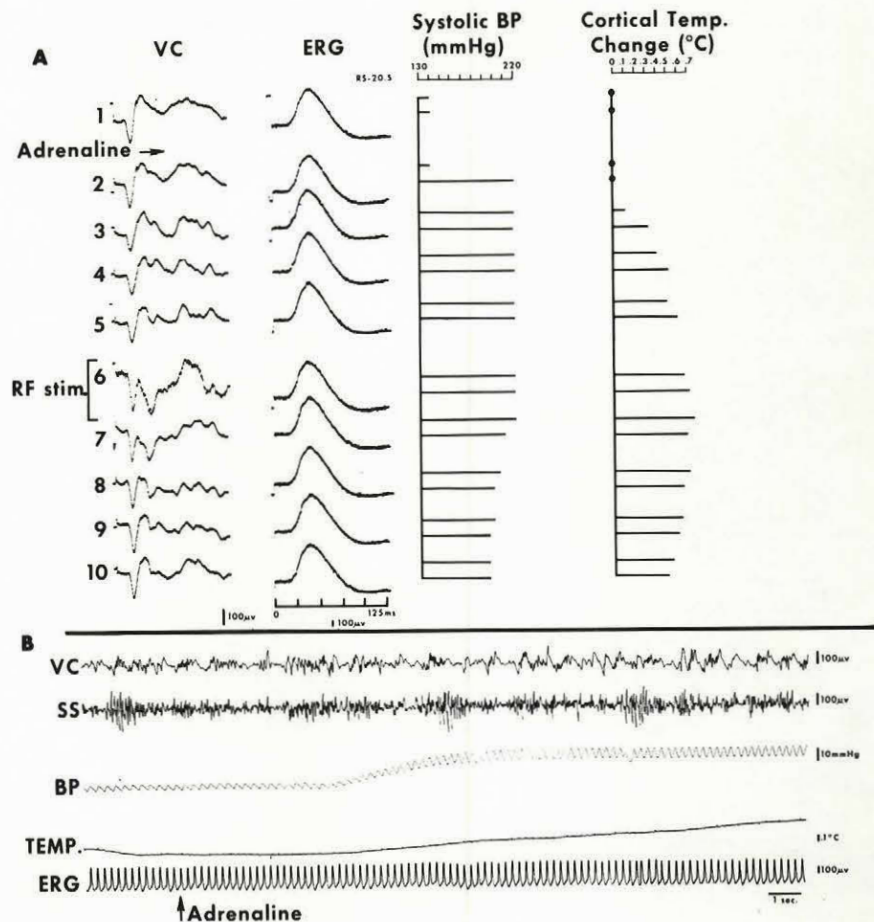 A
VC
ERG
Systolic BP
(mmHg)
130 220
Cortical Temp.
Change (°C)
0 .1 .2 .3 .4 .5 .6 .7
RS-20.5
1
Adrenaline →
2
3
4
5
RF stim.
6
7
8
9
10
100μv
0 125ms
100μv
B
VC
100μv
SS
100μv
BP
10mmHg
TEMP.
.1°C
ERG
100μv
1 sec.
↑Adrenaline